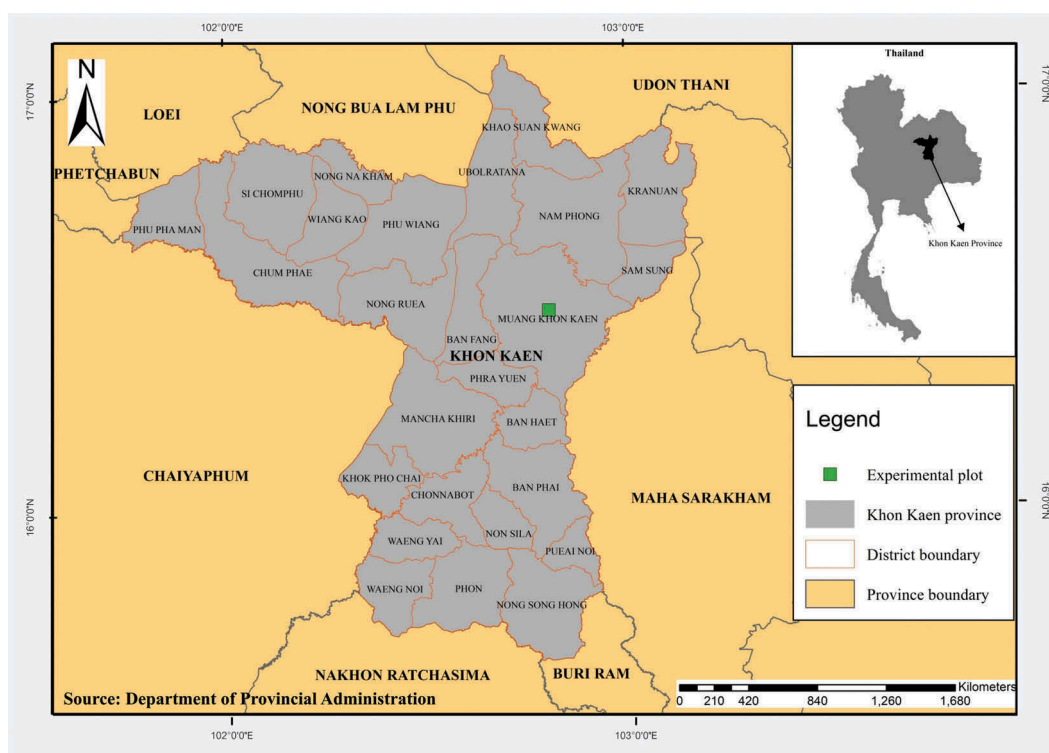 102°0'0"E
103°0'0"E
17°0'0"N
17°0'0"N
16°0'0"N
16°0'0"N
102°0'0"E
103°0'0"E
N
Thailand
Khon Kaen Province
LOEI
NONG BUA LAM PHU
UDON THANI
PHETCHABUN
KHAO SUAN KWANG
UBOLRATANA
NONG NA KHAM
SI CHOMPHU
KRANUAN
WIANG KAO
PHU WIANG
NAM PHONG
PHU PHA MAN
CHUM PHAE
SAM SUNG
NONG RUEA
MUANG KHON KAEN
BAN FANG
KHON KAEN
PHRA YUEN
MANCHA KHIRI
BAN HAET
CHAIYAPHUM
KHOK PHO CHAI
CHONNABOT
BAN PHAI
MAHA SARAKHAM
NON SILA
WAENG YAI
PUEAI NOI
WAENG NOI
PHON
NONG SONG HONG
NAKHON RATCHASIMA
BURI RAM
Legend
Experimental plot
Khon Kaen province
District boundary
Province boundary
Source: Department of Provincial Administration
Kilometers
0 210 420 840 1,260 1,680